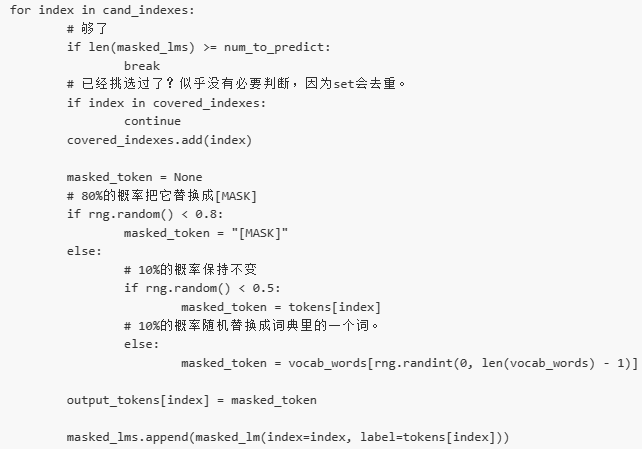 for index in cand_indexes:
# 够了
if len(masked_lms) >= num_to_predict:
break
# 已经挑选过了？似乎没有必要判断，因为set会去重。
if index in covered_indexes:
continue
covered_indexes.add(index)
masked_token = None
# 80%的概率把它替换成[MASK]
if rng.random() < 0.8:
masked_token = "[MASK]"
else:
# 10%的概率保持不变
if rng.random() < 0.5:
masked_token = tokens[index]
# 10%的概率随机替换成词典里的一个词。
else:
masked_token = vocab_words[rng.randint(0, len(vocab_words) - 1)]
output_tokens[index] = masked_token
masked_lms.append(masked_lm(index=index, label=tokens[index]))